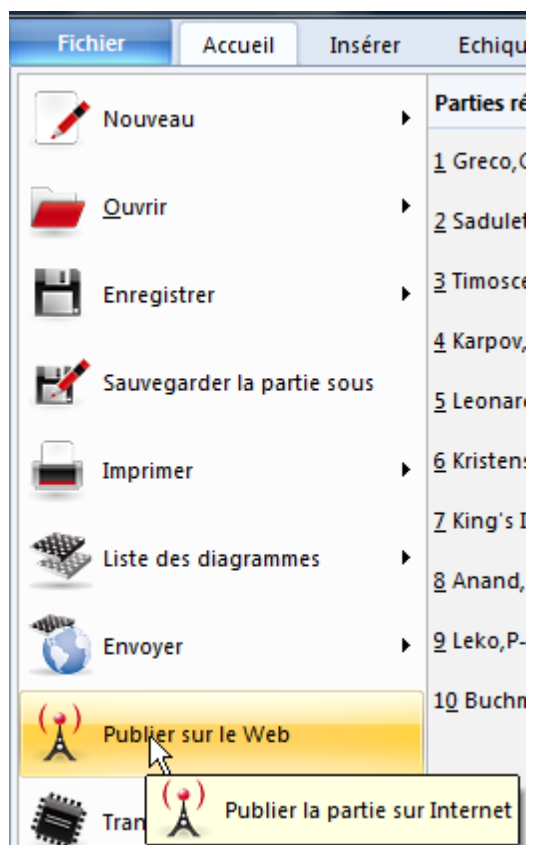 Fichier Accueil Insérer Echiqu
Nouveau
Ouvrir
Enregistrer
Sauvegarder la partie sous
Imprimer
Liste des diagrammes
Envoyer
Publier sur le Web
Tran
Publier la partie sur Internet
Parties ré
1 Greco,
2 Sadulet
3 Timosce
4 Karpov,
5 Leonar
6 Kristens
7 King's I
8 Anand,
9 Leko,P-
10 Buchm